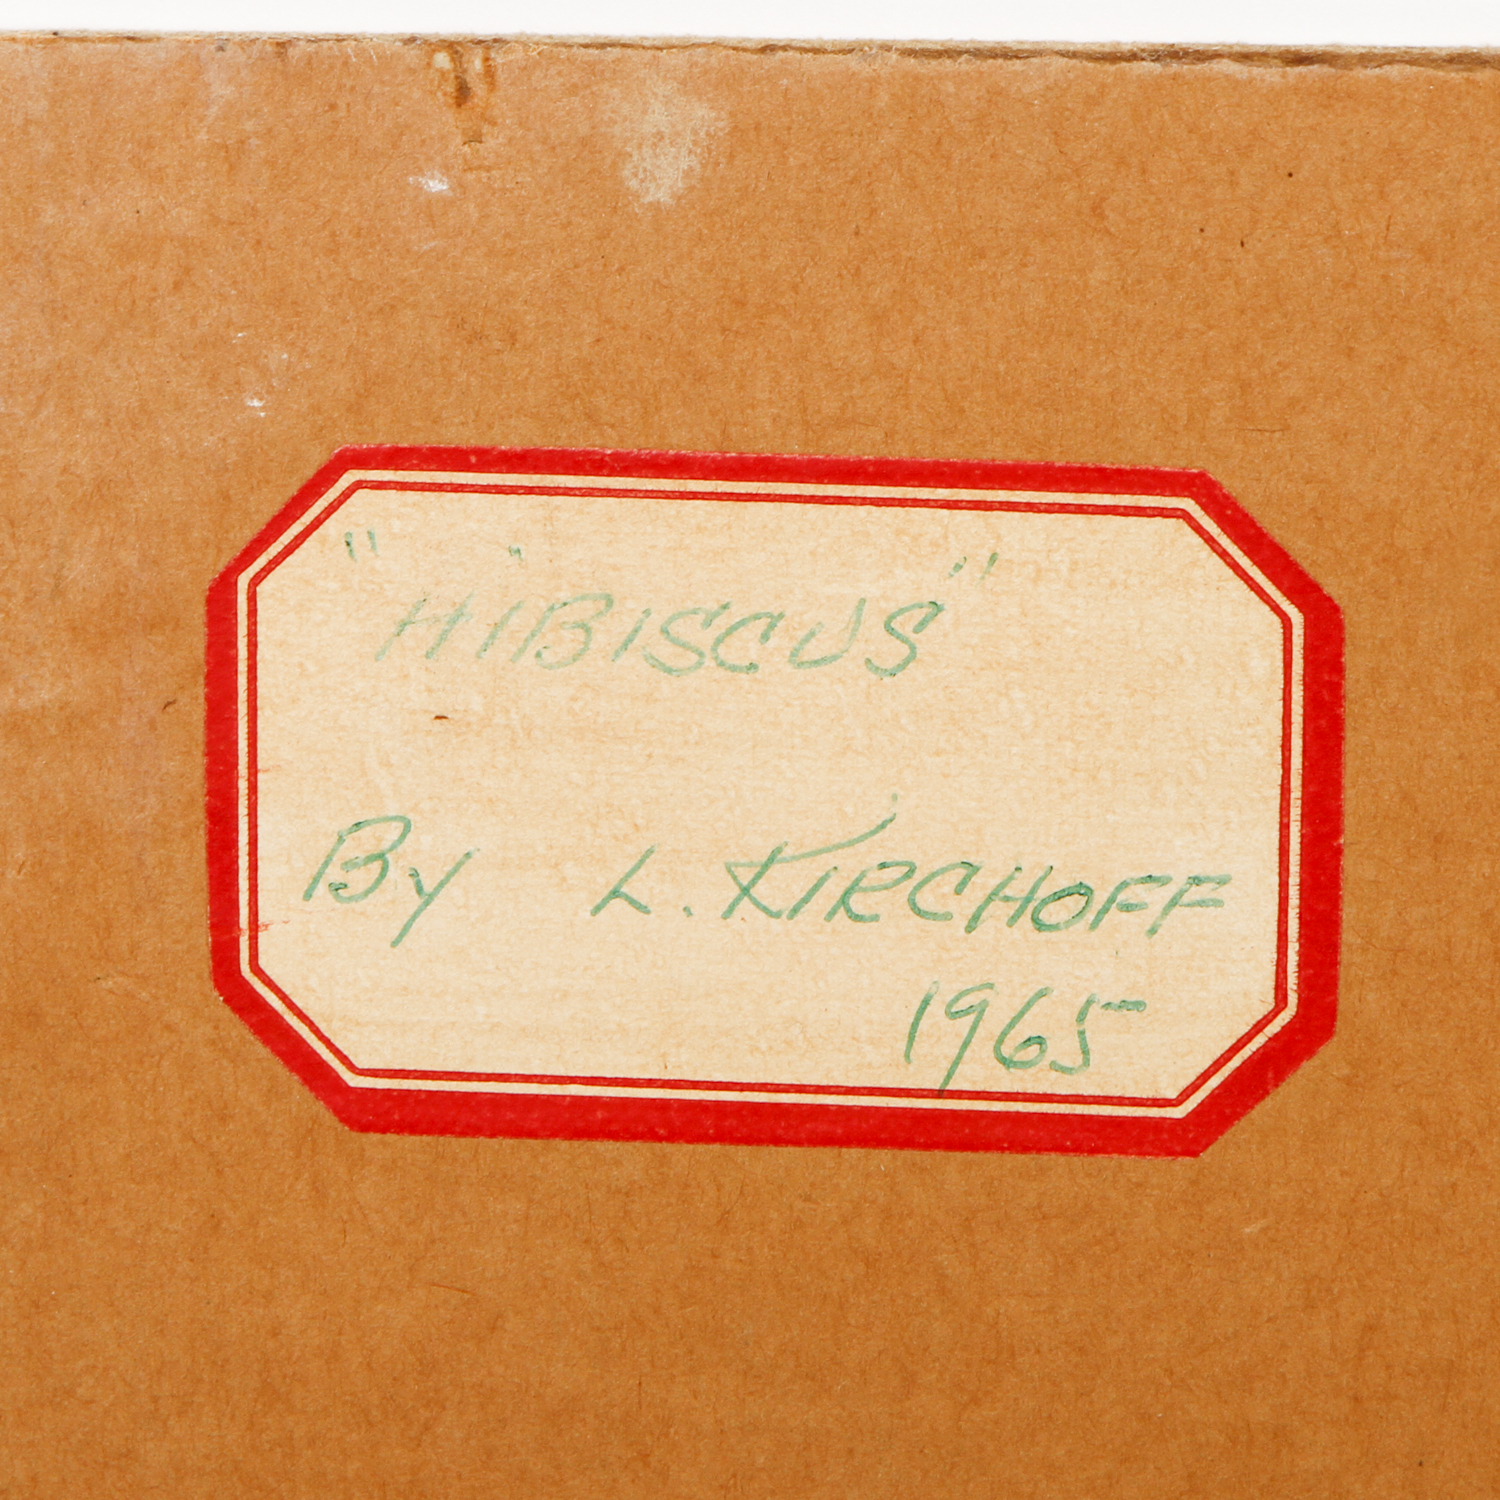 "HiBISCUS"
By L. KIRCHOFF
1965